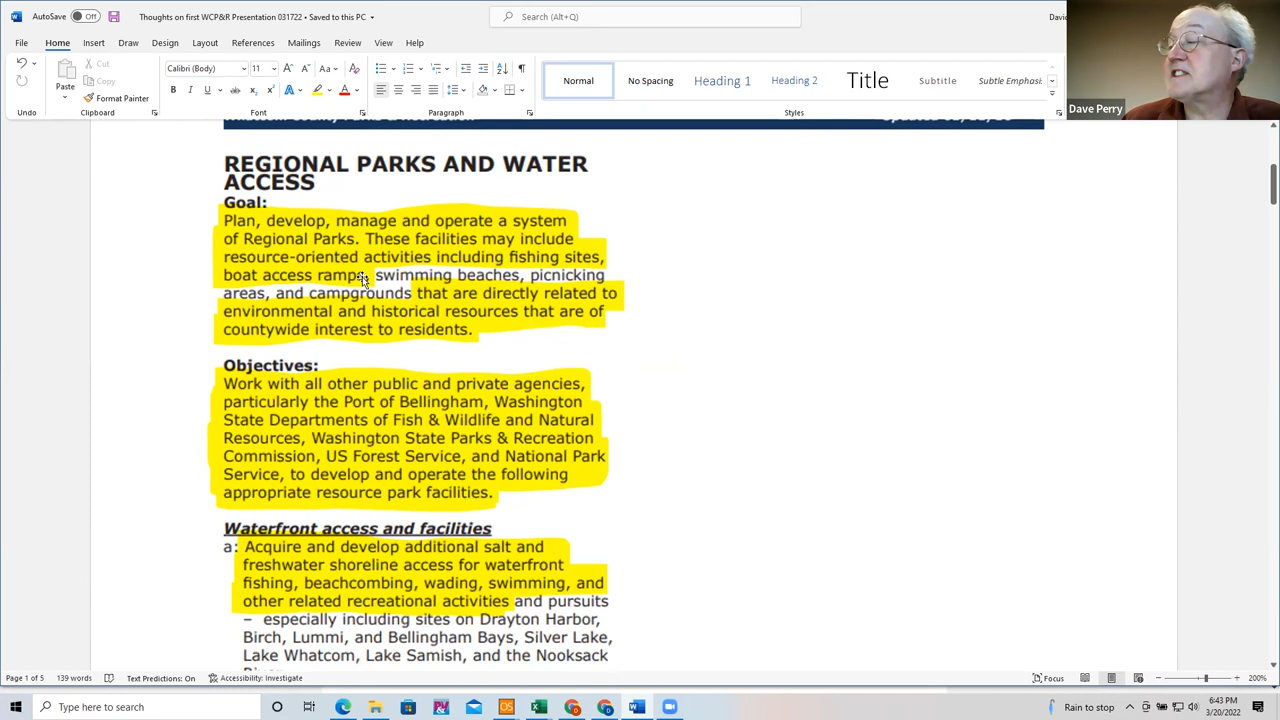 AutoSave Off Thoughts on first WCP&R Presentation 031722 • Saved to this PC Search (Alt+Q)
File Home Insert Draw Design Layout References Mailings Review View Help
Cut
Copy
Format Painter
Paste
Calibri (Body) 11
Normal No Spacing Heading 1 Heading 2 Title Subtitle Subtle Emphasi
Undo Clipboard Font Paragraph Styles
Dave Perry
REGIONAL PARKS AND WATER
ACCESS
Goal:
Plan, develop, manage and operate a system
of Regional Parks. These facilities may include
resource-oriented activities including fishing sites,
boat access ramps, swimming beaches, picnicking
areas, and campgrounds that are directly related to
environmental and historical resources that are of
countywide interest to residents.
Objectives:
Work with all other public and private agencies,
particularly the Port of Bellingham, Washington
State Departments of Fish & Wildlife and Natural
Resources, Washington State Parks & Recreation
Commission, US Forest Service, and National Park
Service, to develop and operate the following
appropriate resource park facilities.
Waterfront access and facilities
a: Acquire and develop additional salt and
freshwater shoreline access for waterfront
fishing, beachcombing, wading, swimming, and
other related recreational activities and pursuits
– especially including sites on Drayton Harbor,
Birch, Lummi, and Bellingham Bays, Silver Lake,
Lake Whatcom, Lake Samish, and the Nooksack
Page 1 of 5 139 words Text Predictions: On Accessibility: Investigate Focus 200%
Type here to search Rain to stop 6:43 PM
3/20/2022